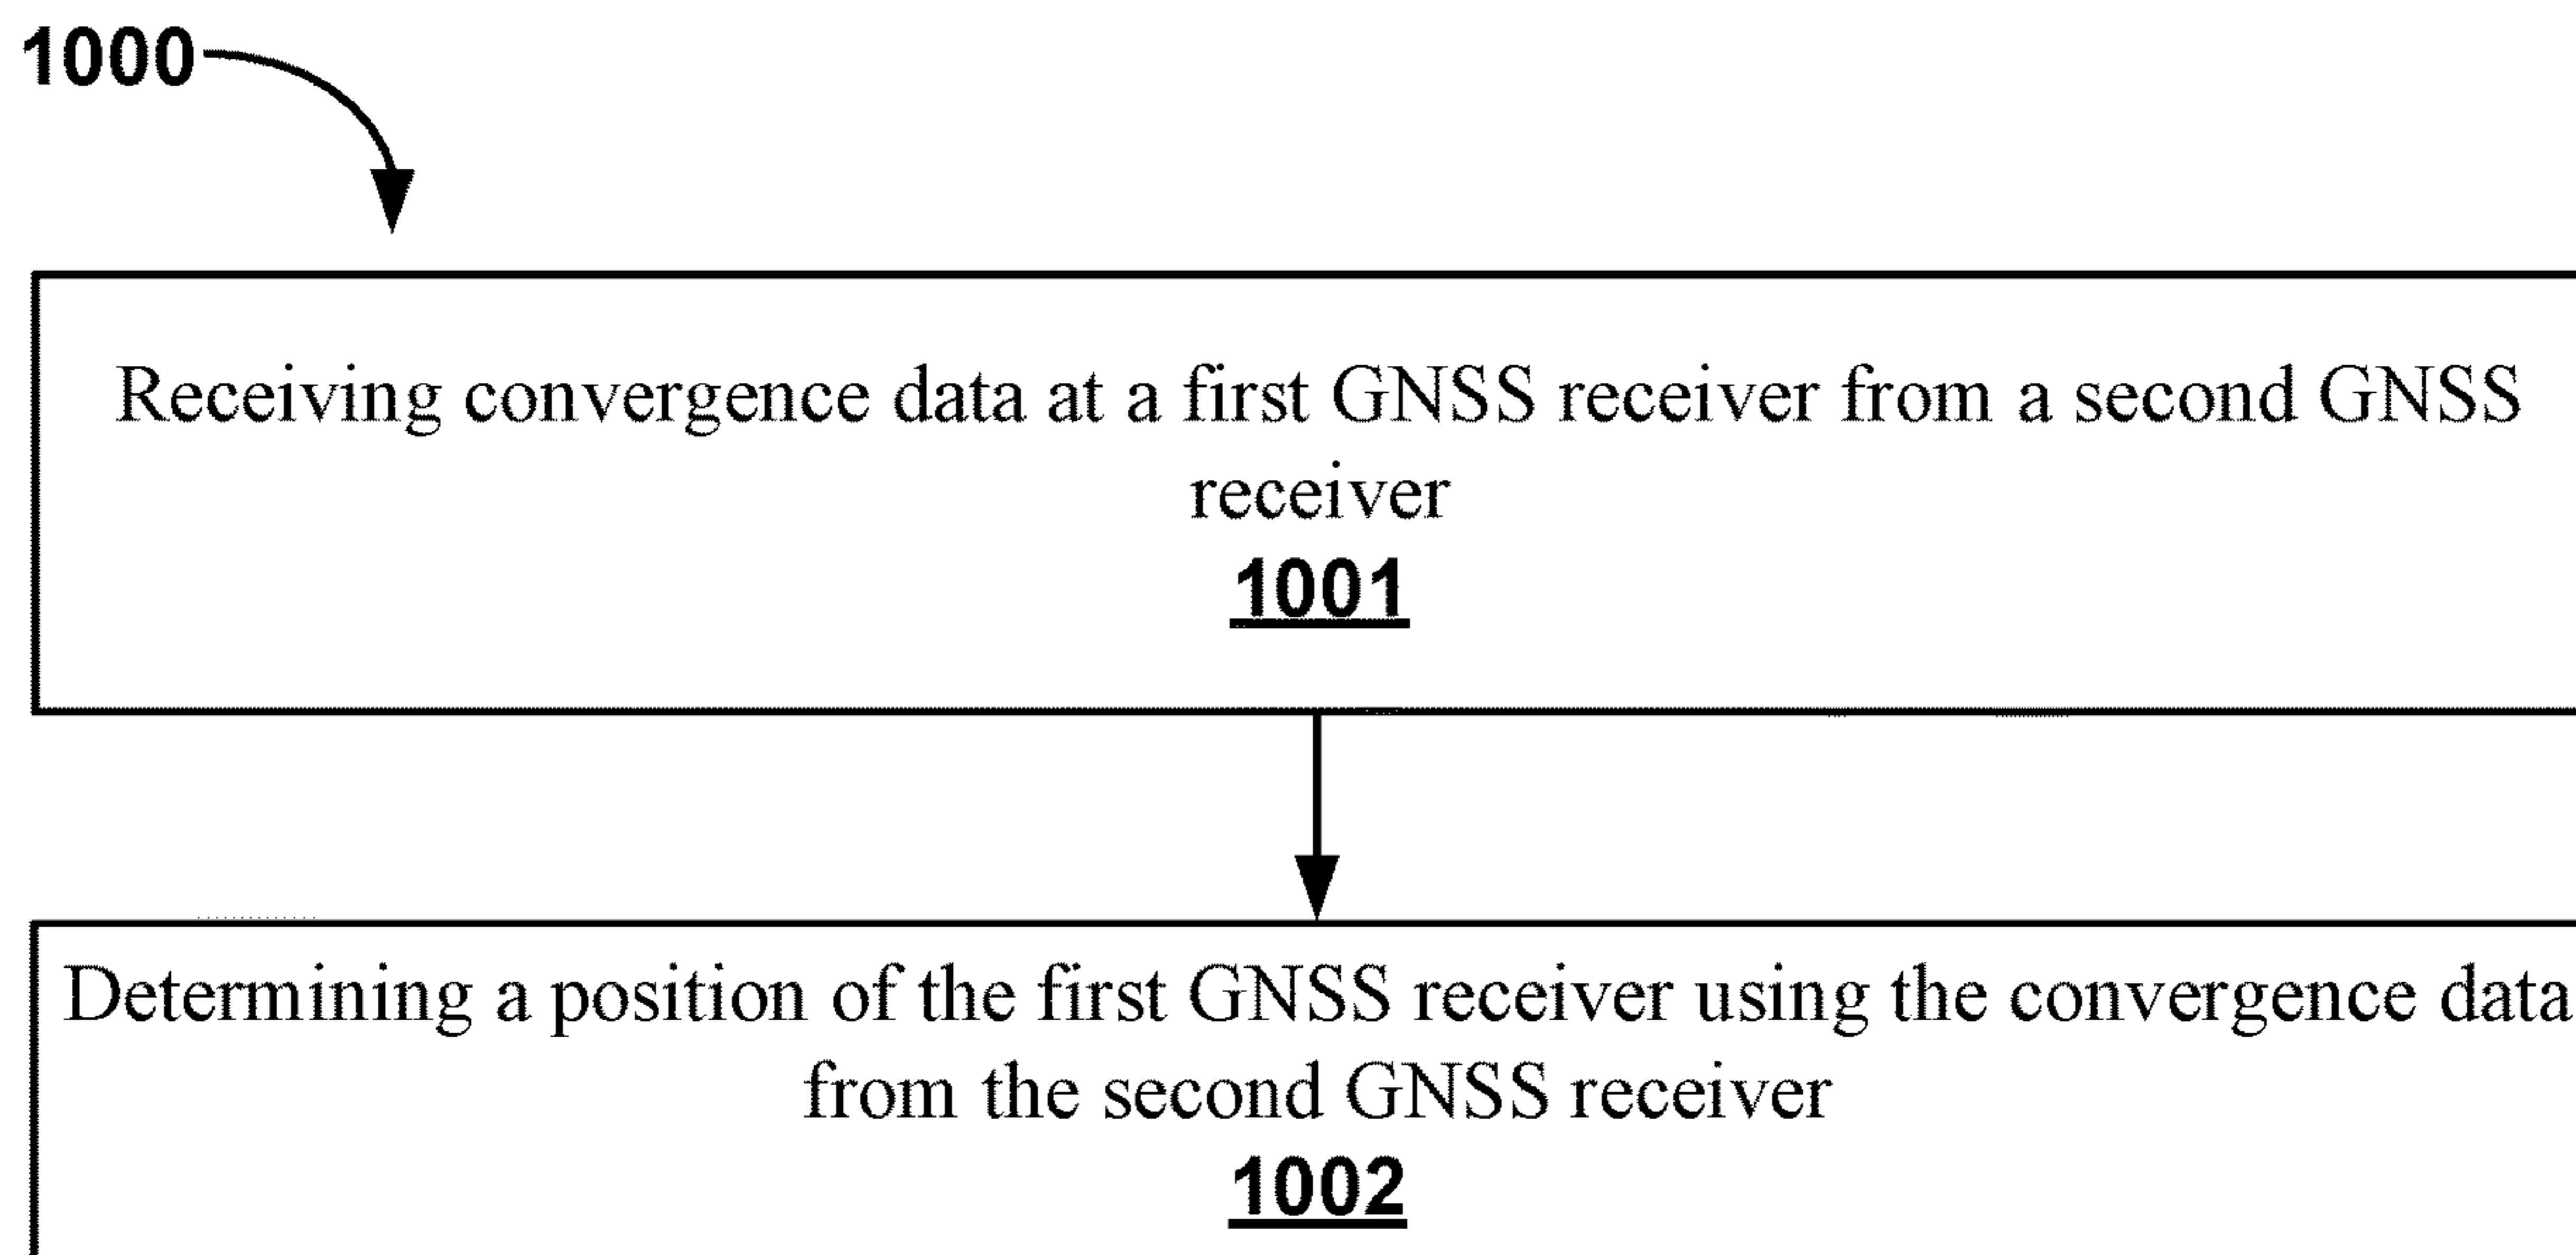 1000
Receiving convergence data at a first GNSS receiver from a second GNSS
receiver
1001
Determining a position of the first GNSS receiver using the convergence data
from the second GNSS receiver
1002